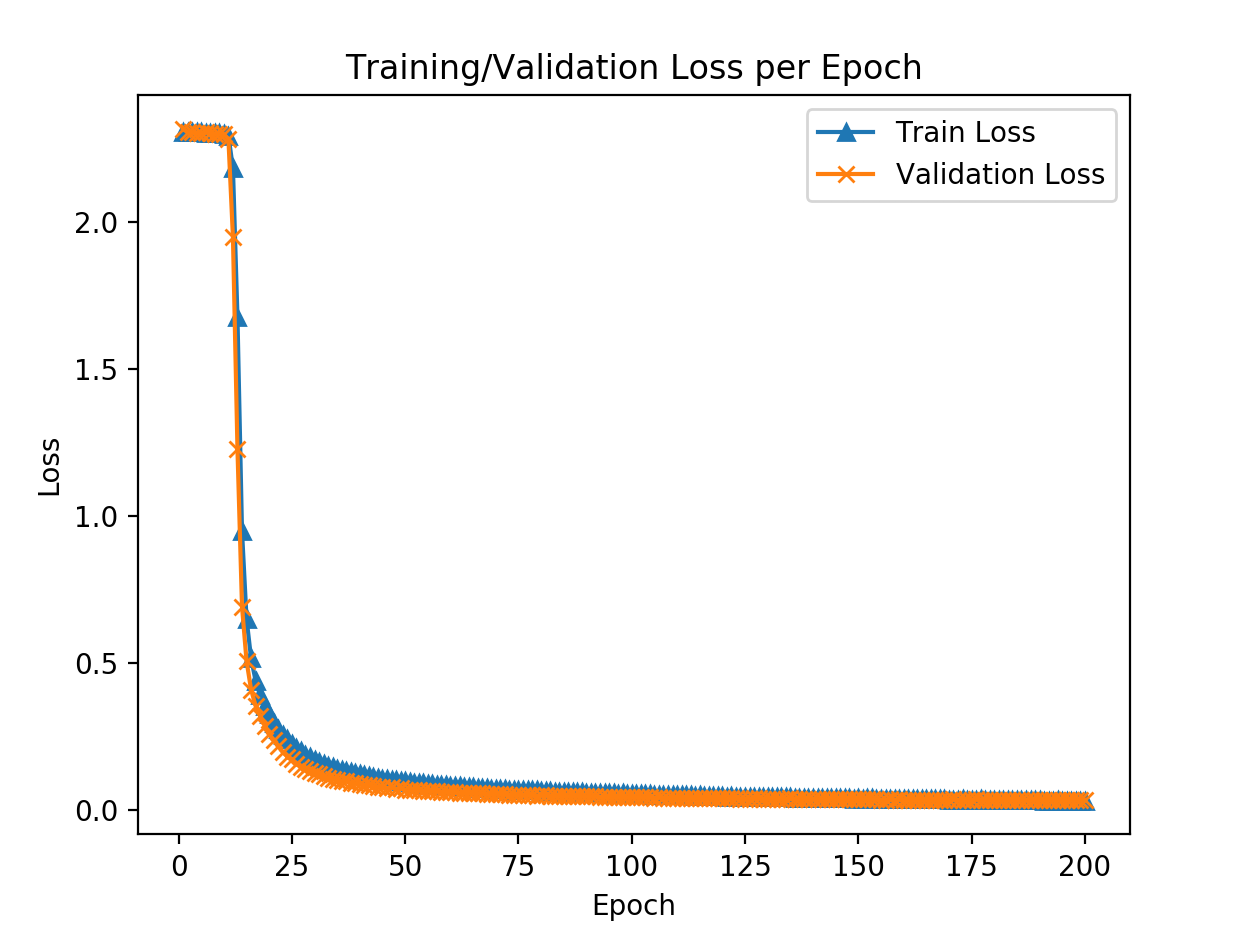 Training/Validation Loss per Epoch
Train Loss
Validation Loss
Loss
2.0
1.5
1.0
0.5
0.0
0 25 50 75 100 125 150 175 200
Epoch